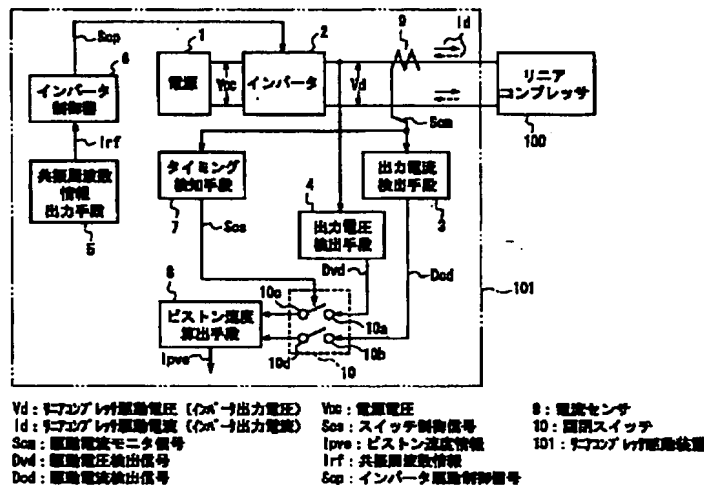 Scp
1
2
9
Id
6
インバータ
制御器
電源
Vcc
インバータ
Vd
リニア
コンプレッサ
100
Irf
Scm
共振周波数
情報
出力手段
5
タイミング
検知手段
7
出力電流
検出手段
3
4
出力電圧
検出手段
Scs
Dvd
Dcd
101
8
ピストン速度
算出手段
10c
10a
10d
10b
10
Ipve
Vd：リニアコンプレッサ駆動電圧（インバータ出力電圧）
Id：リニアコンプレッサ駆動電流（インバータ出力電流）
Scm：駆動電流モニタ信号
Dvd：駆動電圧検出信号
Dcd：駆動電流検出信号
Vcc：電源電圧
Scs：スイッチ制御信号
Ipve：ピストン速度情報
Irf：共振周波数情報
Scp：インバータ駆動制御信号
9：電流センサ
10：開閉スイッチ
101：リニアコンプレッサ駆動装置